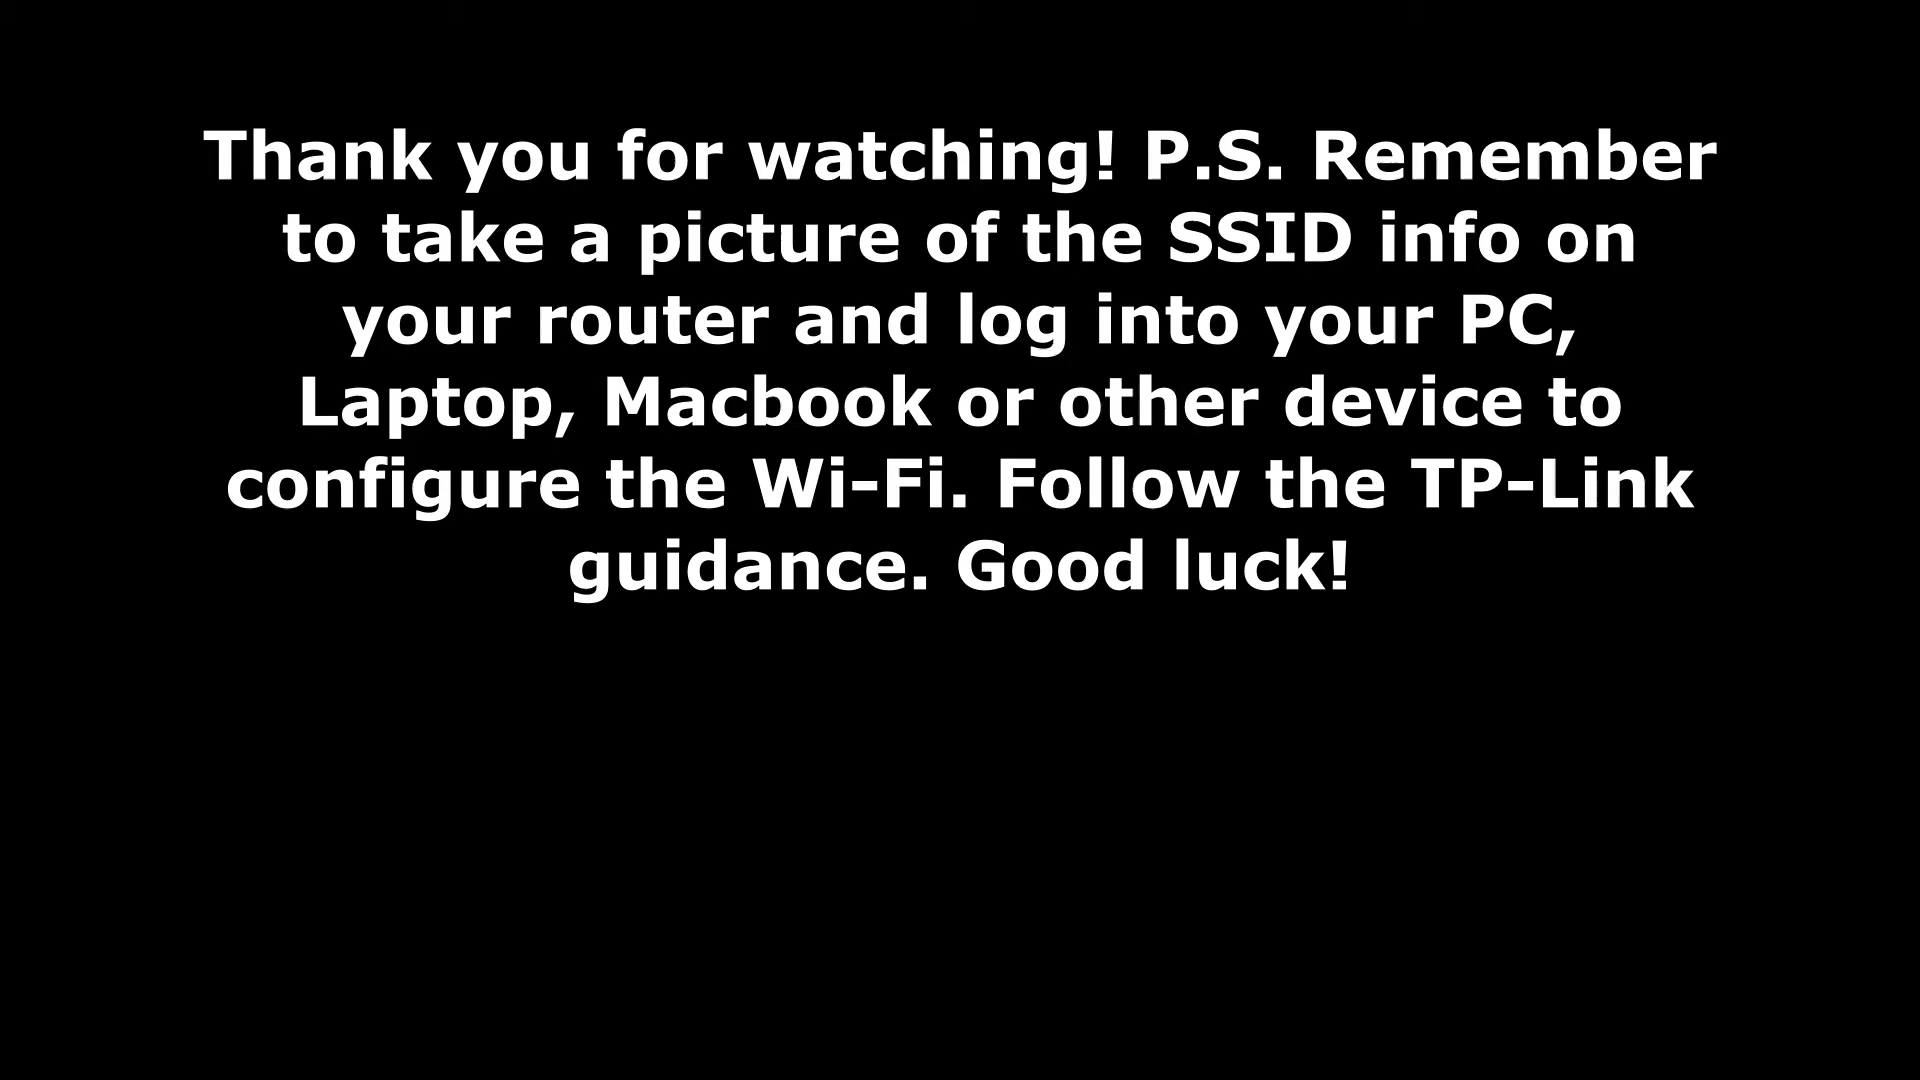 Thank you for watching! P.S. Remember
to take a picture of the SSID info on
your router and log into your PC,
Laptop, Macbook or other device to
configure the Wi-Fi. Follow the TP-Link
guidance. Good luck!